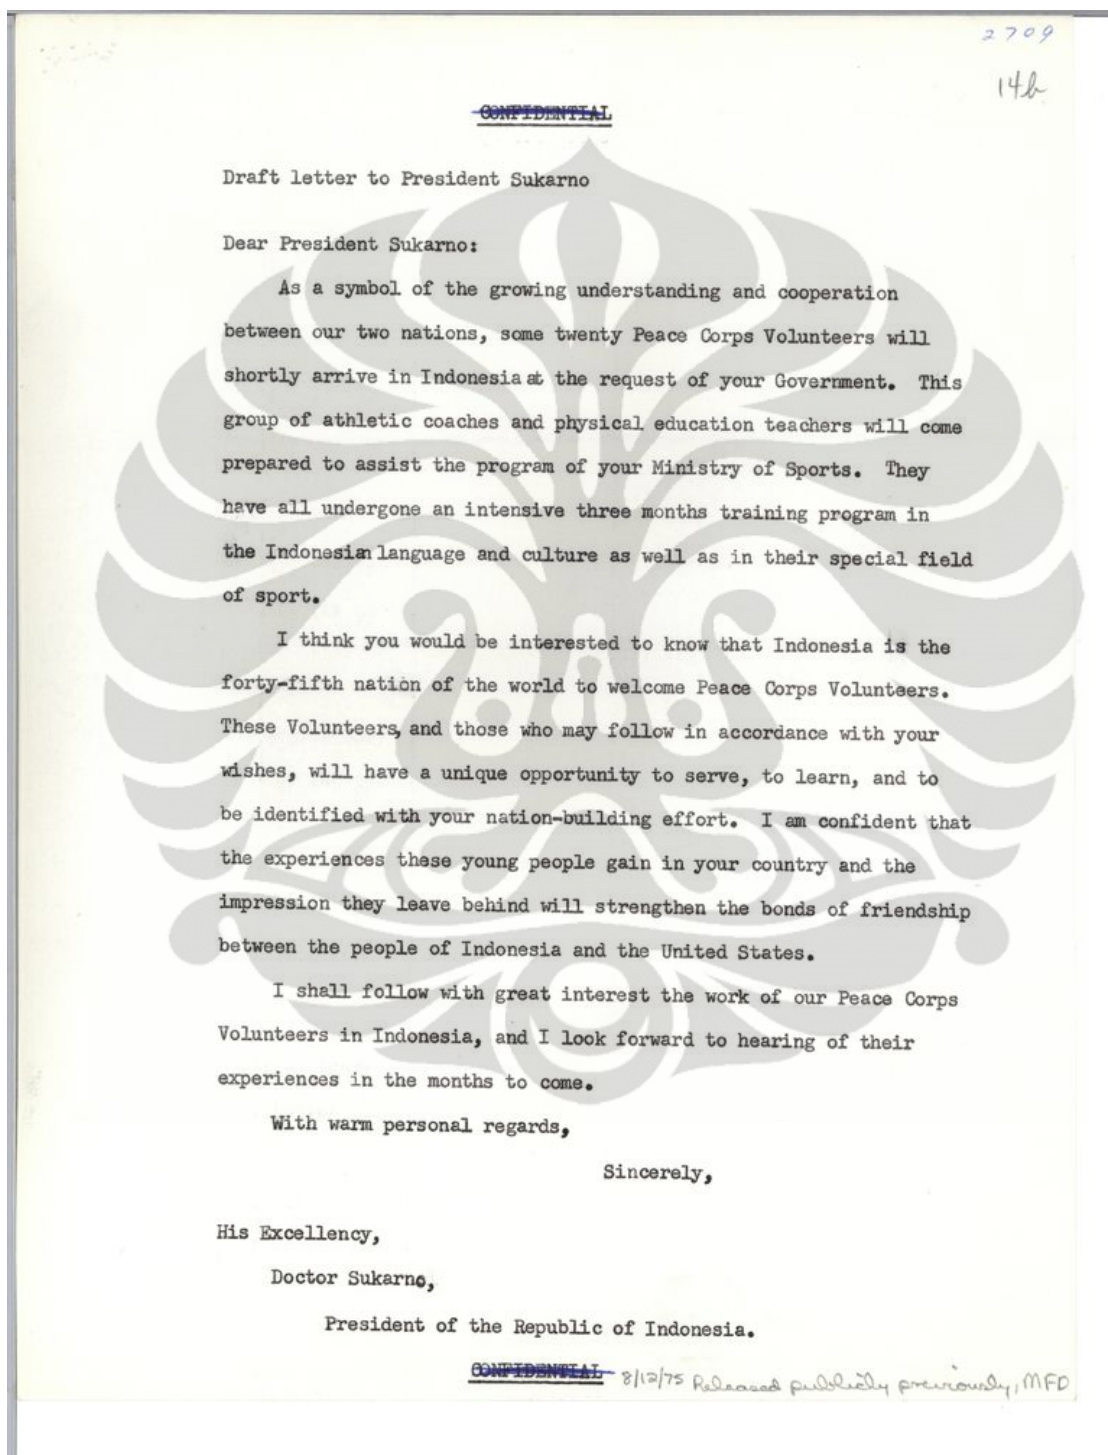 2709
14b
CONFIDENTIAL
Draft letter to President Sukarno
Dear President Sukarno:
As a symbol of the growing understanding and cooperation
between our two nations, some twenty Peace Corps Volunteers will
shortly arrive in Indonesia at the request of your Government. This
group of athletic coaches and physical education teachers will come
prepared to assist the program of your Ministry of Sports. They
have all undergone an intensive three months training program in
the Indonesian language and culture as well as in their special field
of sport.
I think you would be interested to know that Indonesia is the
forty-fifth nation of the world to welcome Peace Corps Volunteers.
These Volunteers, and those who may follow in accordance with your
wishes, will have a unique opportunity to serve, to learn, and to
be identified with your nation-building effort. I am confident that
the experiences these young people gain in your country and the
impression they leave behind will strengthen the bonds of friendship
between the people of Indonesia and the United States.
I shall follow with great interest the work of our Peace Corps
Volunteers in Indonesia, and I look forward to hearing of their
experiences in the months to come.
With warm personal regards,
Sincerely,
His Excellency,
Doctor Sukarno,
President of the Republic of Indonesia.
CONFIDENTIAL 8/12/75 Released publicly previously, MFD